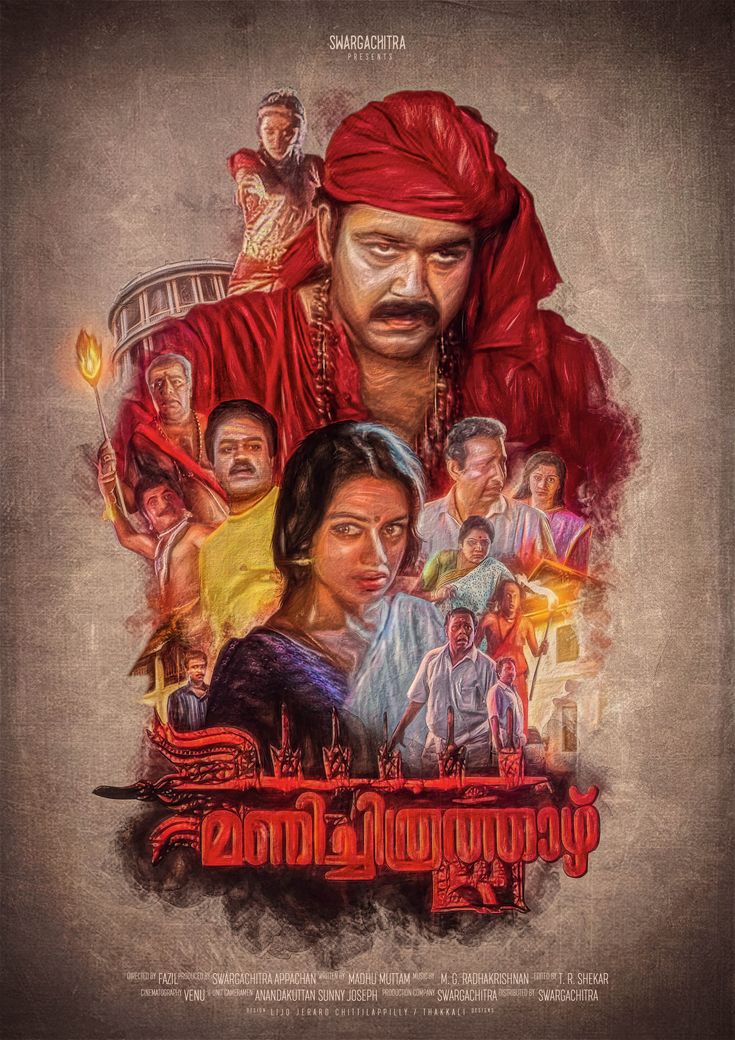 SWARGACHITRA
PRESENTS
മണിച്ചിത്രത്താഴ്
DIRECTED BY FAZIL PRODUCED BY SWARGACHITRA APPACHAN WRITTEN BY MADHU MUTTAM MUSIC BY M. G. RADHAKRISHNAN EDITED BY T. R. SHEKAR
CINEMATOGRAPHY VENU II-UNIT CAMERAMEN ANANDAKUTTAN SUNNY JOSEPH PRODUCTION COMPANY SWARGACHITRA DISTRIBUTED BY SWARGACHITRA
DESIGN LIJO JERARD CHITTILAPPILLY / THAKKALI DESIGNS